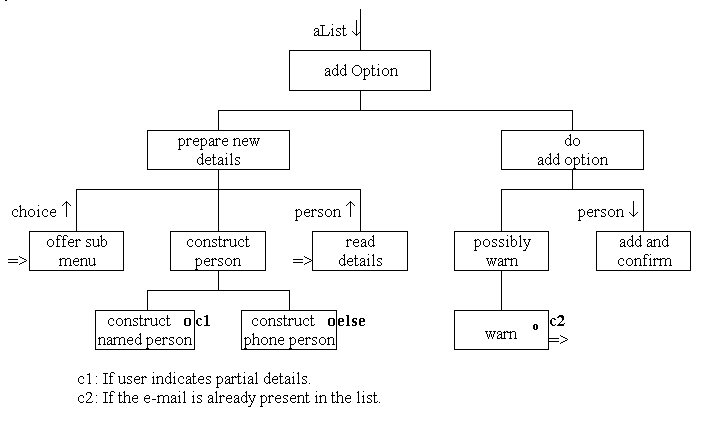 aList ↓
add Option
prepare new
details
do
add option
choice ↑
person ↑
person ↓
offer sub
menu
=>
construct
person
read
details
=>
possibly
warn
add and
confirm
construct o c1
named person
construct o else
phone person
warn o c2
=>
c1: If user indicates partial details.
c2: If the e-mail is already present in the list.